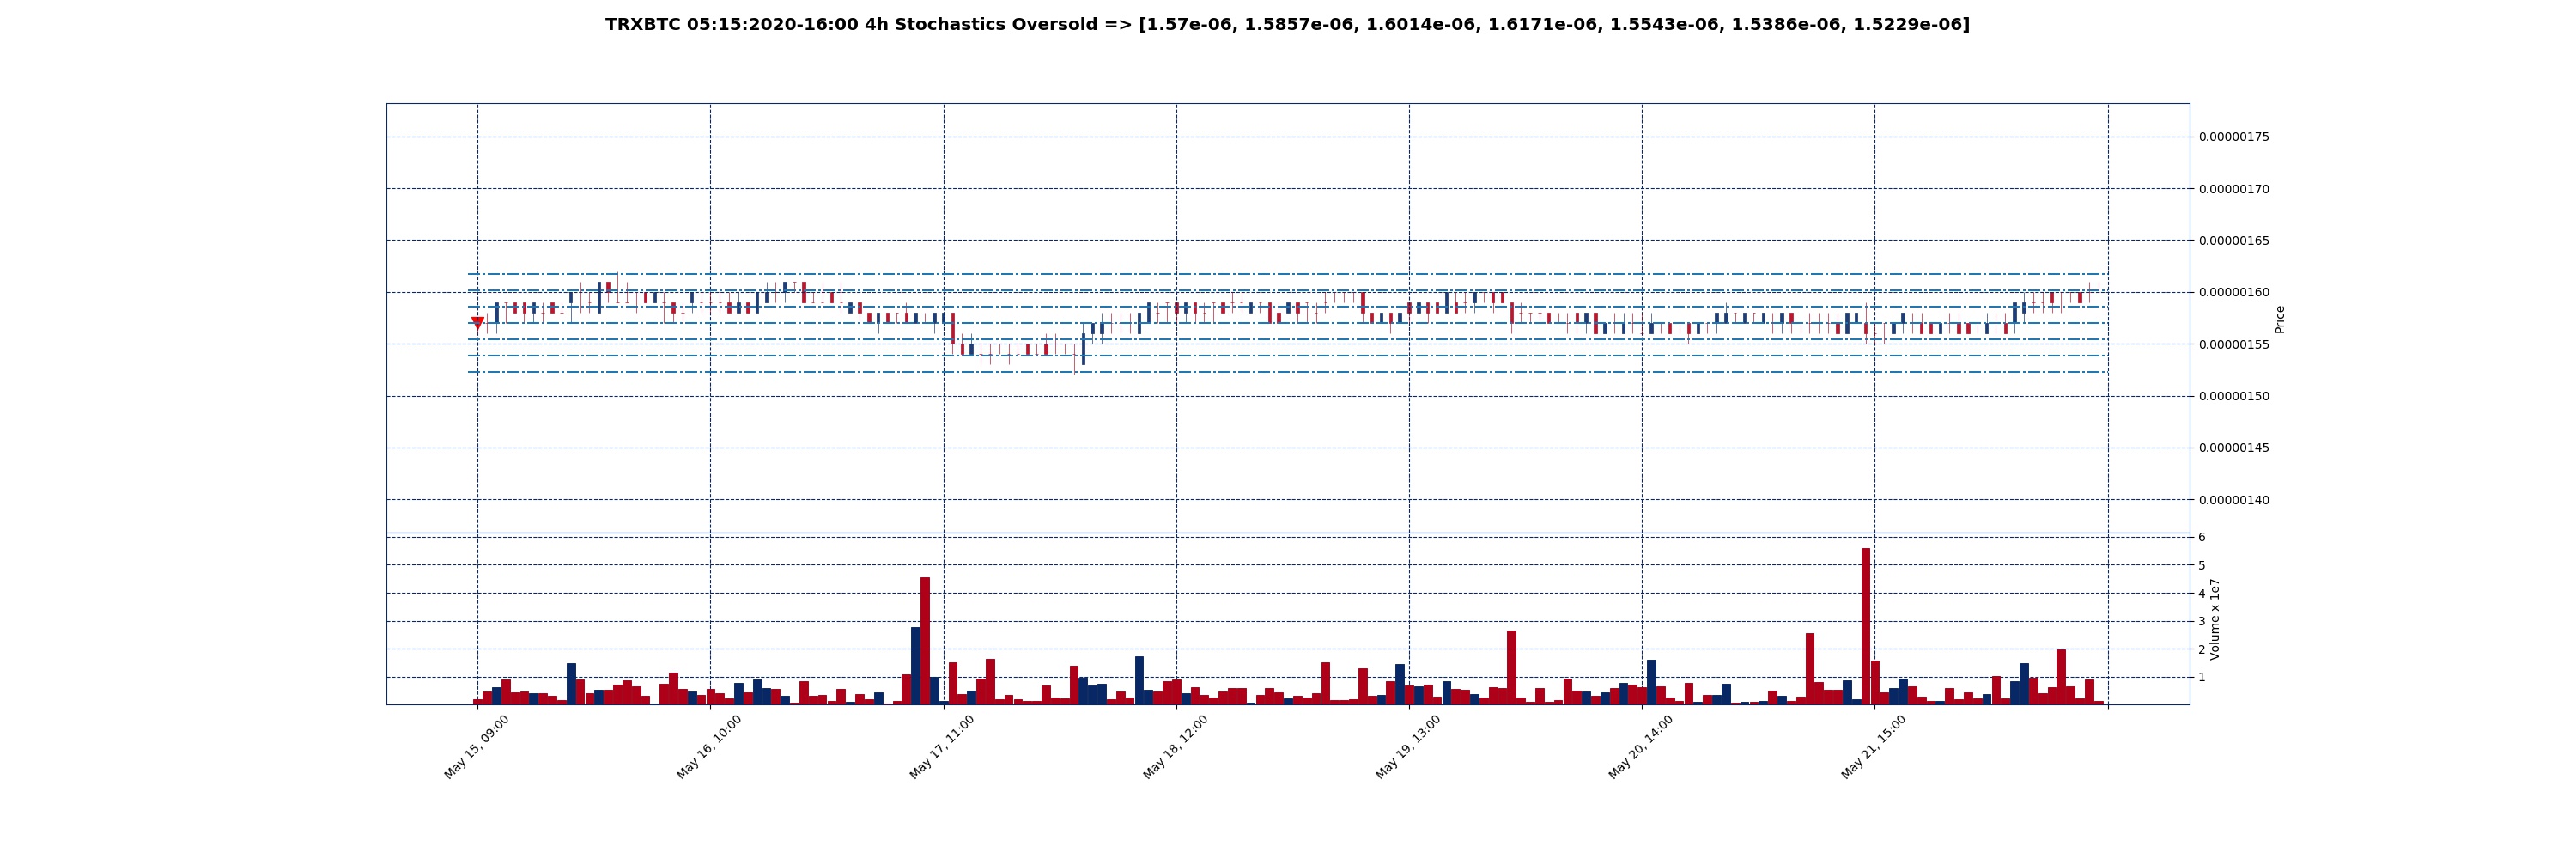 TRXBTC 05:15:2020-16:00 4h Stochastics Oversold => [1.57e-06, 1.5857e-06, 1.6014e-06, 1.6171e-06, 1.5543e-06, 1.5386e-06, 1.5229e-06]
0.00000175
0.00000170
0.00000165
0.00000160
0.00000155
0.00000150
0.00000145
0.00000140
Price
6
5
4
3
2
1
Volume x 1e7
May 15, 09:00
May 16, 10:00
May 17, 11:00
May 18, 12:00
May 19, 13:00
May 20, 14:00
May 21, 15:00